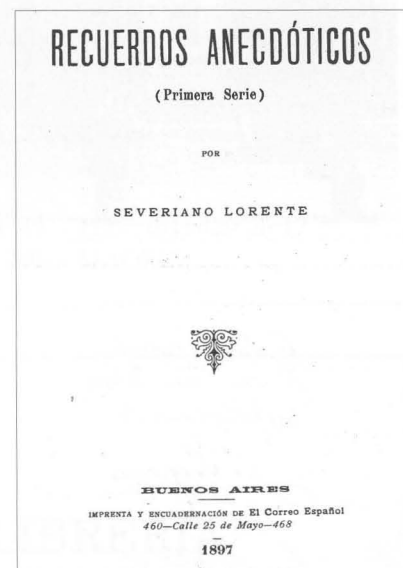 RECUERDOS ANECDÓTICOS
(Primera Serie)
POR
SEVERIANO LORENTE
BUENOS AIRES
IMPRENTA Y ENCUADERNACIÓN DE El Correo Español
460—Calle 25 de Mayo—468
1897